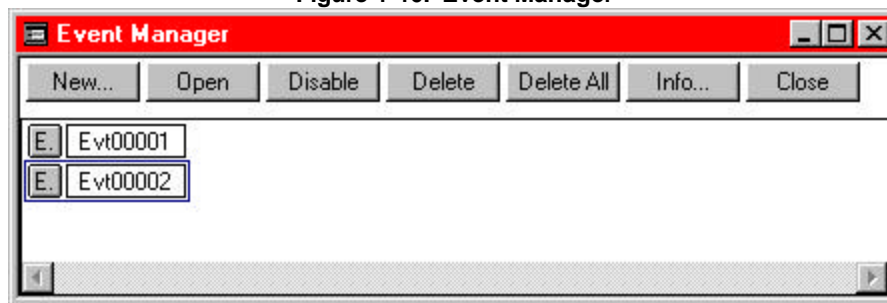 Event Manager
New... Open Disable Delete Delete All Info... Close
E. Evt00001
E. Evt00002